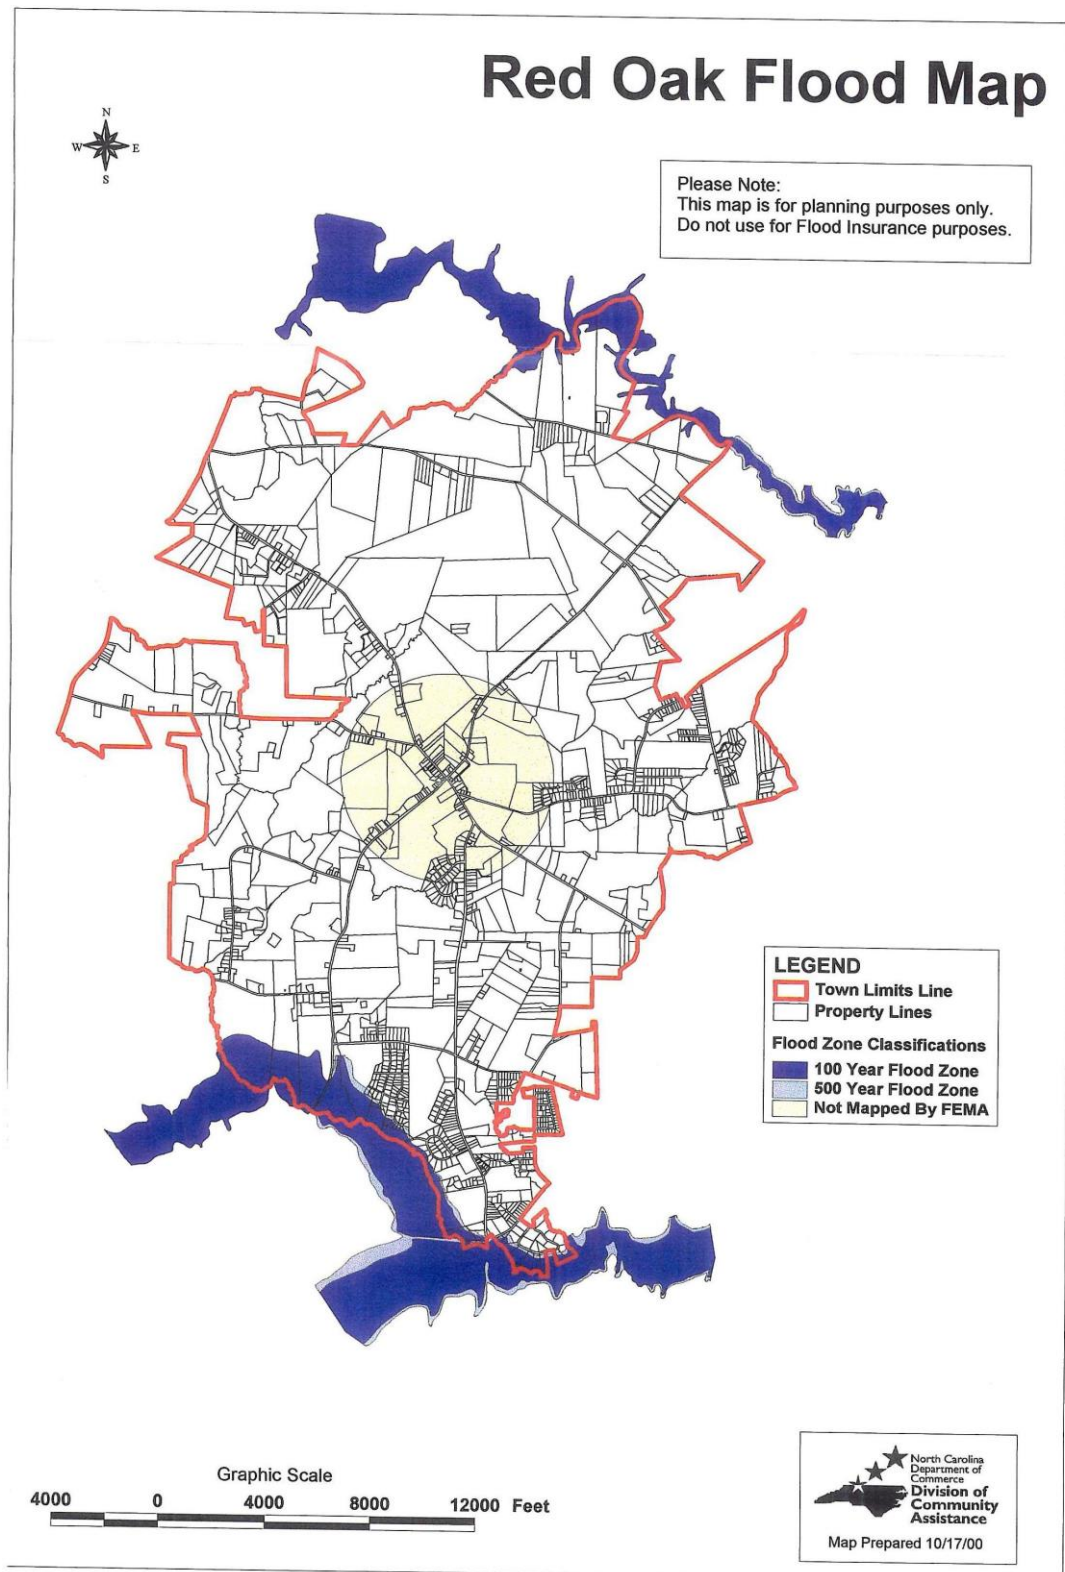 Red Oak Flood Map
N
W E
S
Please Note:
This map is for planning purposes only.
Do not use for Flood Insurance purposes.
LEGEND
Town Limits Line
Property Lines
Flood Zone Classifications
100 Year Flood Zone
500 Year Flood Zone
Not Mapped By FEMA
Graphic Scale
4000 0 4000 8000 12000 Feet
North Carolina
Department of
Commerce
Division of
Community
Assistance
Map Prepared 10/17/00